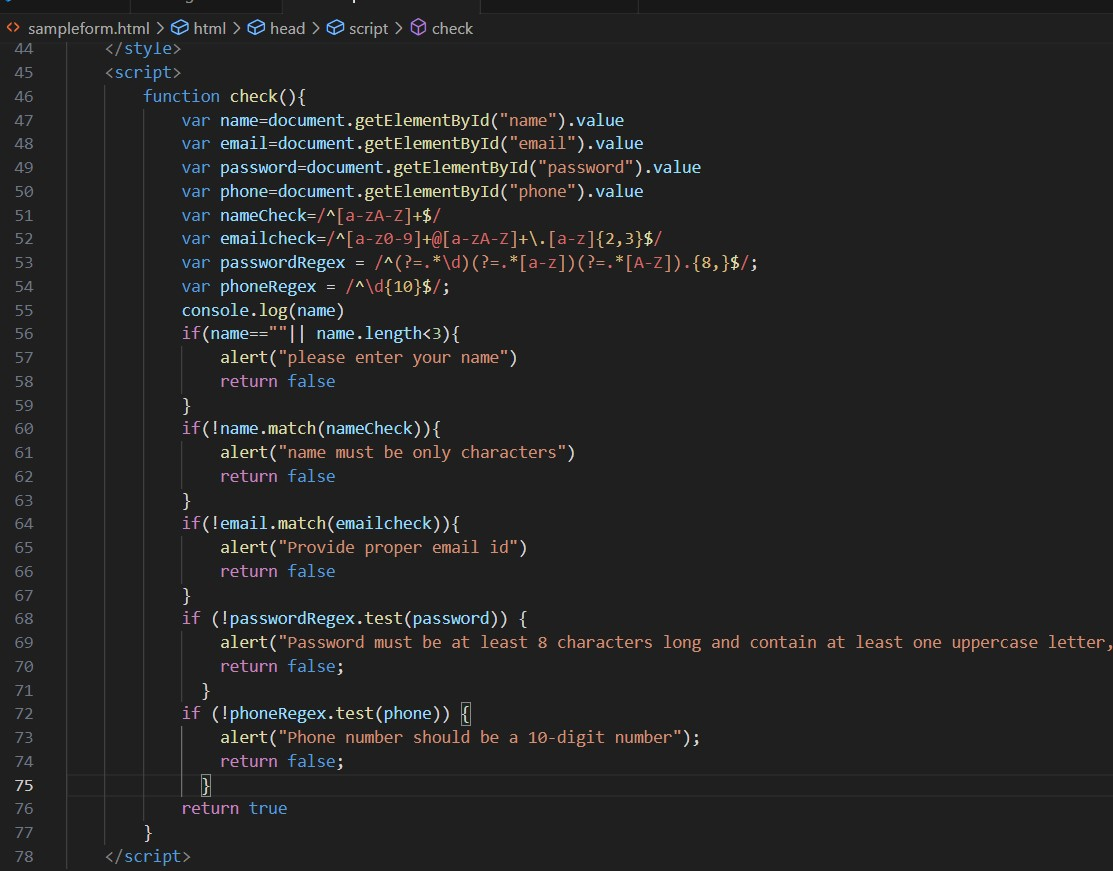 sampleform.html > html > head > script > check
44 </style>
45 <script>
46 function check(){
47 var name=document.getElementById("name").value
48 var email=document.getElementById("email").value
49 var password=document.getElementById("password").value
50 var phone=document.getElementById("phone").value
51 var nameCheck=/^[a-zA-Z]+$/
52 var emailcheck=/^[a-z0-9]+@[a-zA-Z]+\.[a-z]{2,3}$/
53 var passwordRegex = /^(?=.*\d)(?=.*[a-z])(?=.*[A-Z]).{8,}$/;
54 var phoneRegex = /^\d{10}$/;
55 console.log(name)
56 if(name==""|| name.length<3){
57 alert("please enter your name")
58 return false
59 }
60 if(!name.match(nameCheck)){
61 alert("name must be only characters")
62 return false
63 }
64 if(!email.match(emailcheck)){
65 alert("Provide proper email id")
66 return false
67 }
68 if (!passwordRegex.test(password)) {
69 alert("Password must be at least 8 characters long and contain at least one uppercase letter,
70 return false;
71 }
72 if (!phoneRegex.test(phone)) {
73 alert("Phone number should be a 10-digit number");
74 return false;
75 }
76 return true
77 }
78 </script>